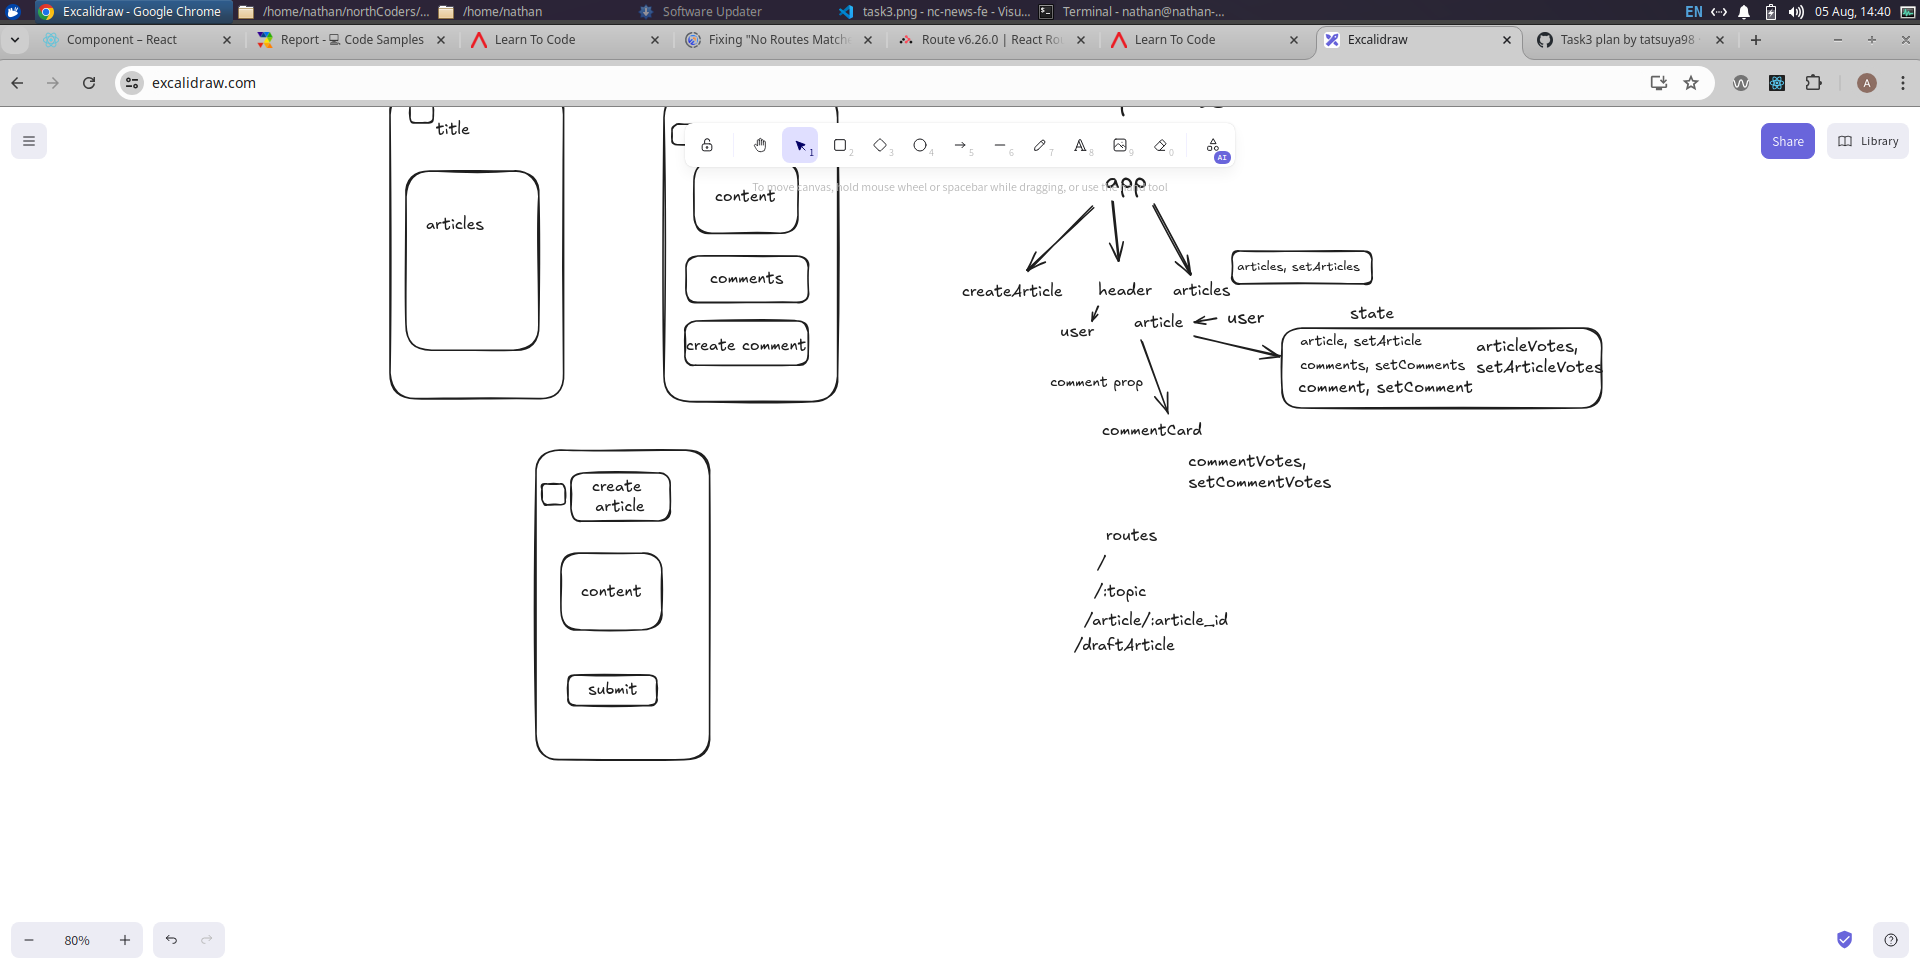 Excalidraw - Google Chrome
/home/nathan/northCoders/...
/home/nathan
Software Updater
task3.png - nc-news-fe - Visu...
Terminal - nathan@nathan-...
EN
05 Aug, 14:40
Component – React
Report - 💻 Code Samples
Learn To Code
Fixing "No Routes Matche
Route v6.26.0 | React Ro
Learn To Code
Excalidraw
Task3 plan by tatsuya98
excalidraw.com
A
title
articles
content
comments
create comment
1
2
3
4
5
6
7
8
9
0
AI
To move canvas, hold mouse wheel or spacebar while dragging, or use the hand tool
Share
Library
app
createArticle
header
articles
articles, setArticles
user
article
user
state
article, setArticle
comments, setComments
comment, setComment
articleVotes,
setArticleVotes
comment prop
commentCard
commentVotes,
setCommentVotes
create
article
content
submit
routes
/
/:topic
/article/:article_id
/draftArticle
80%